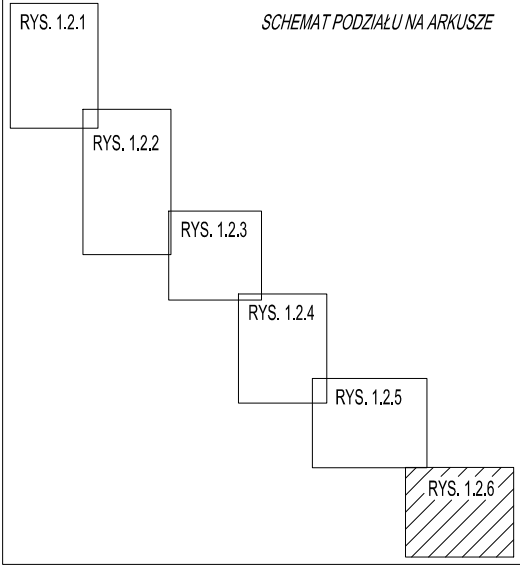 RYS. 1.2.1
SCHEMAT PODZIAŁU NA ARKUSZE
RYS. 1.2.2
RYS. 1.2.3
RYS. 1.2.4
RYS. 1.2.5
RYS. 1.2.6